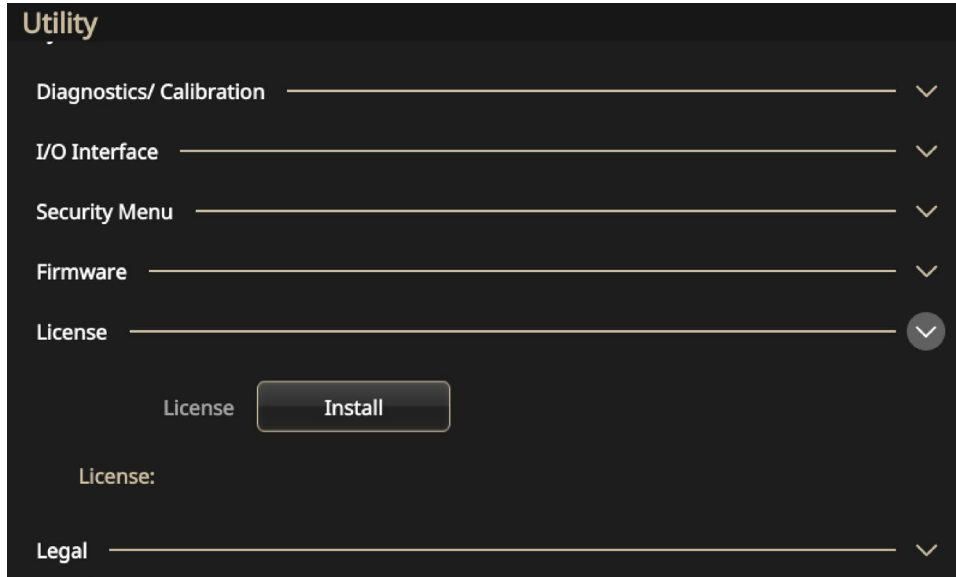 Utility
Diagnostics/ Calibration
I/O Interface
Security Menu
Firmware
License
License Install
License:
Legal